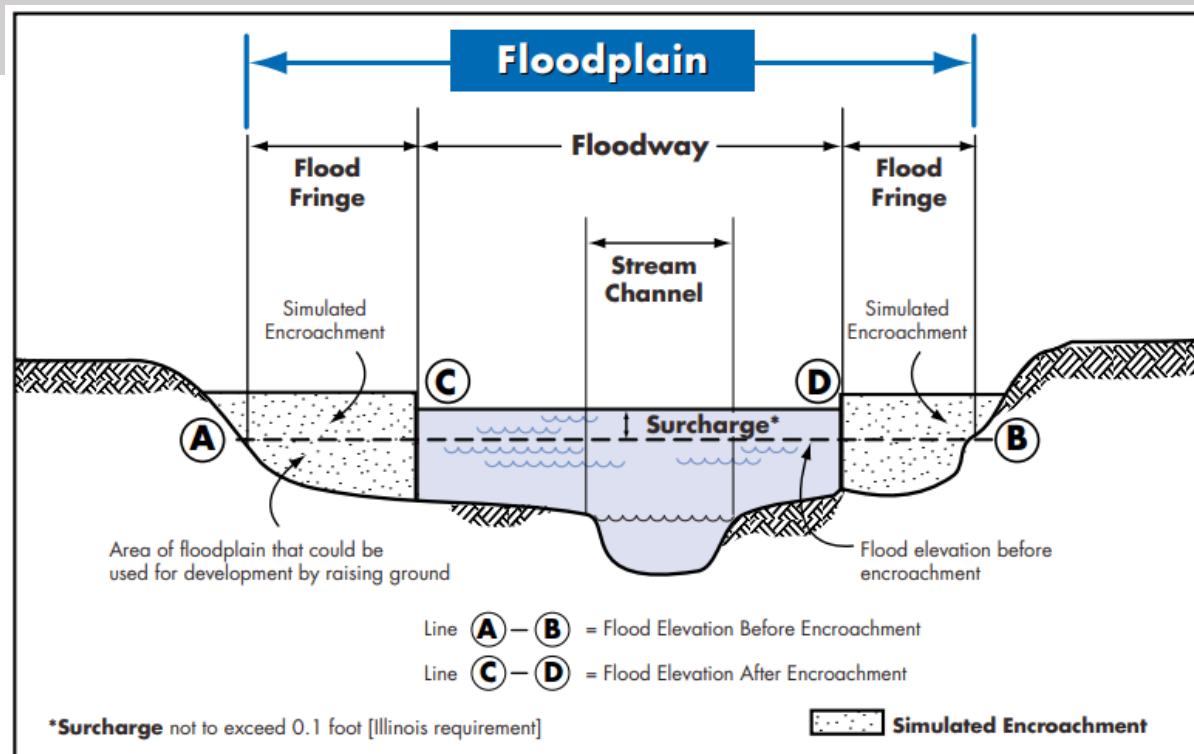 Floodplain
Floodway
Flood
Fringe
Flood
Fringe
Stream
Channel
Simulated
Encroachment
Simulated
Encroachment
C
D
Surcharge*
A
B
Area of floodplain that could be
used for development by raising ground
Flood elevation before
encroachment
Line A – B = Flood Elevation Before Encroachment
Line C – D = Flood Elevation After Encroachment
*Surcharge not to exceed 0.1 foot [Illinois requirement]
Simulated Encroachment